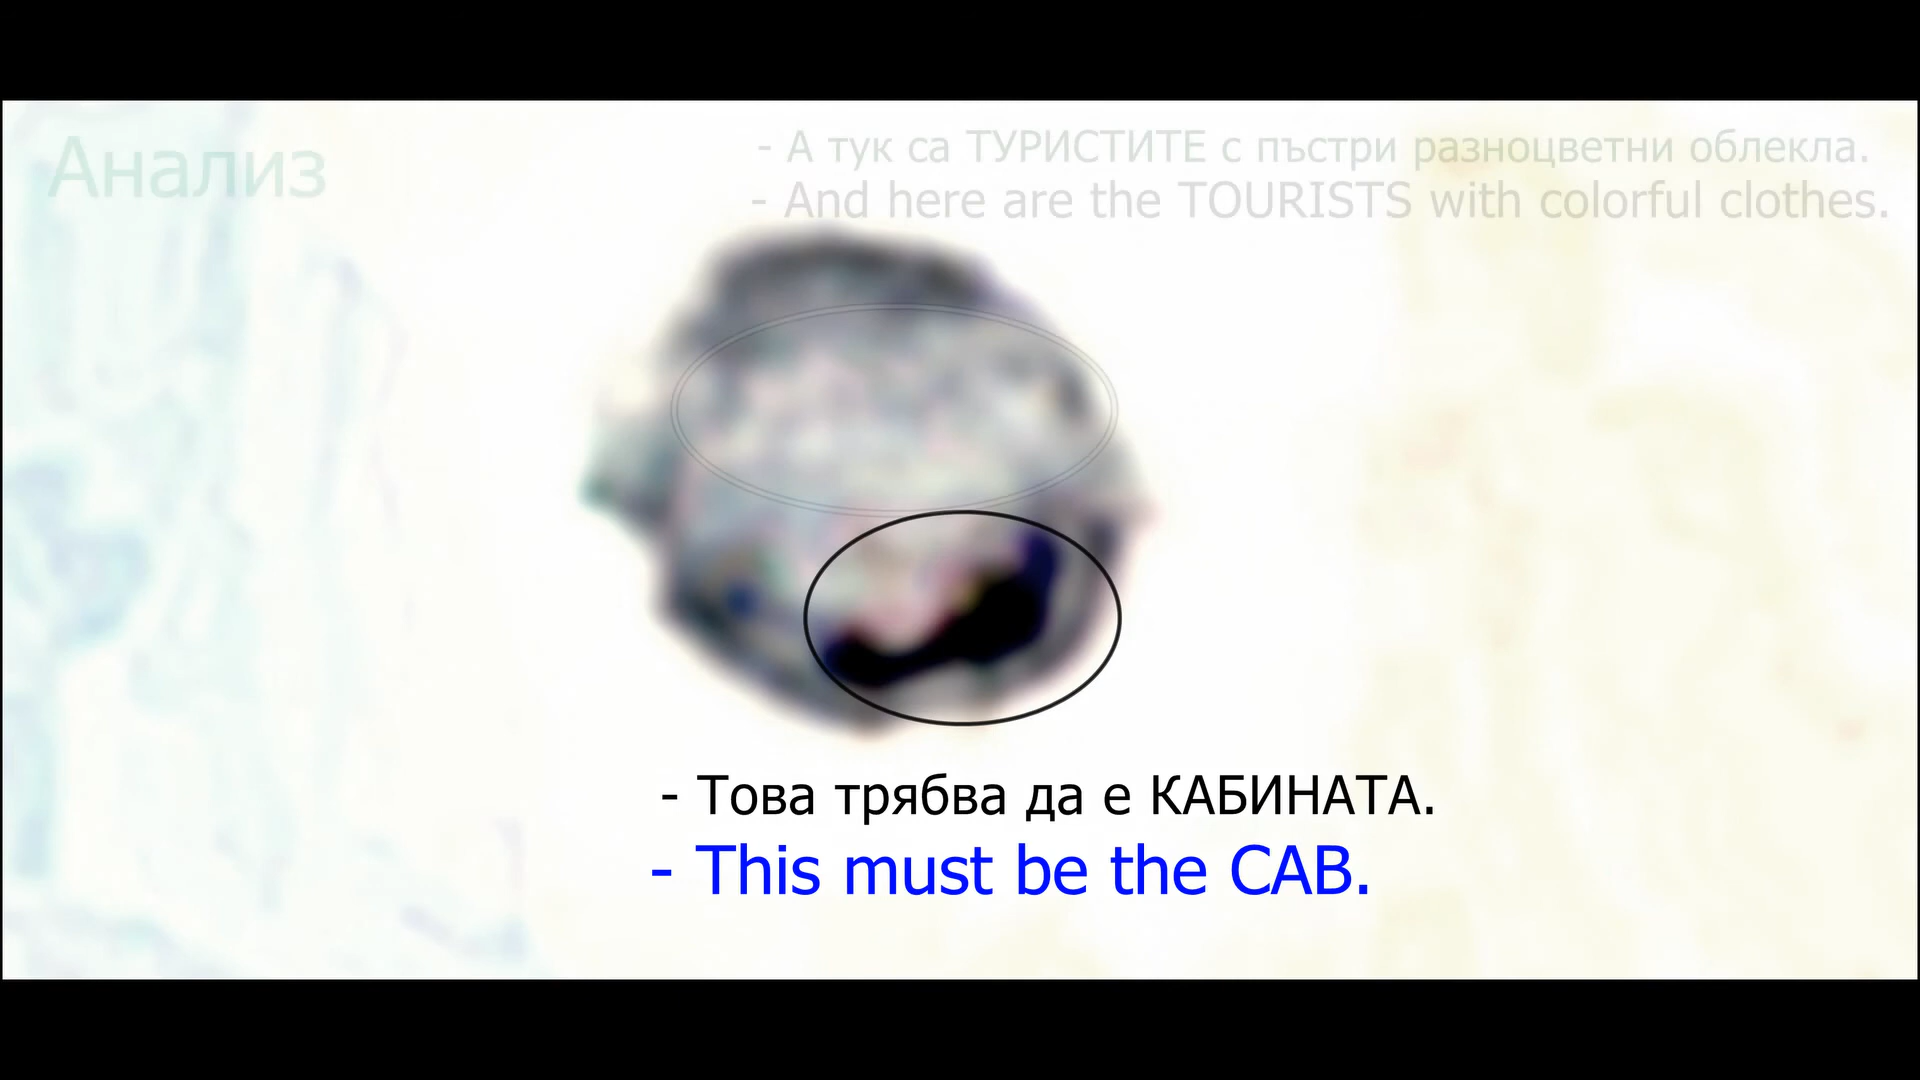 Анализ
- А тук са ТУРИСТИТЕ с пъстри разноцветни облекла.
- And here are the TOURISTS with colorful clothes.
- Това трябва да е КАБИНАТА.
- This must be the CAB.